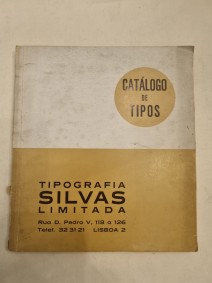 CATÁLOGO
DE
TIPOS
TIPOGRAFIA
SILVAS
LIMITADA
Rua D. Pedro V, 118 a 126
Telef. 32 31 21 LISBOA 2